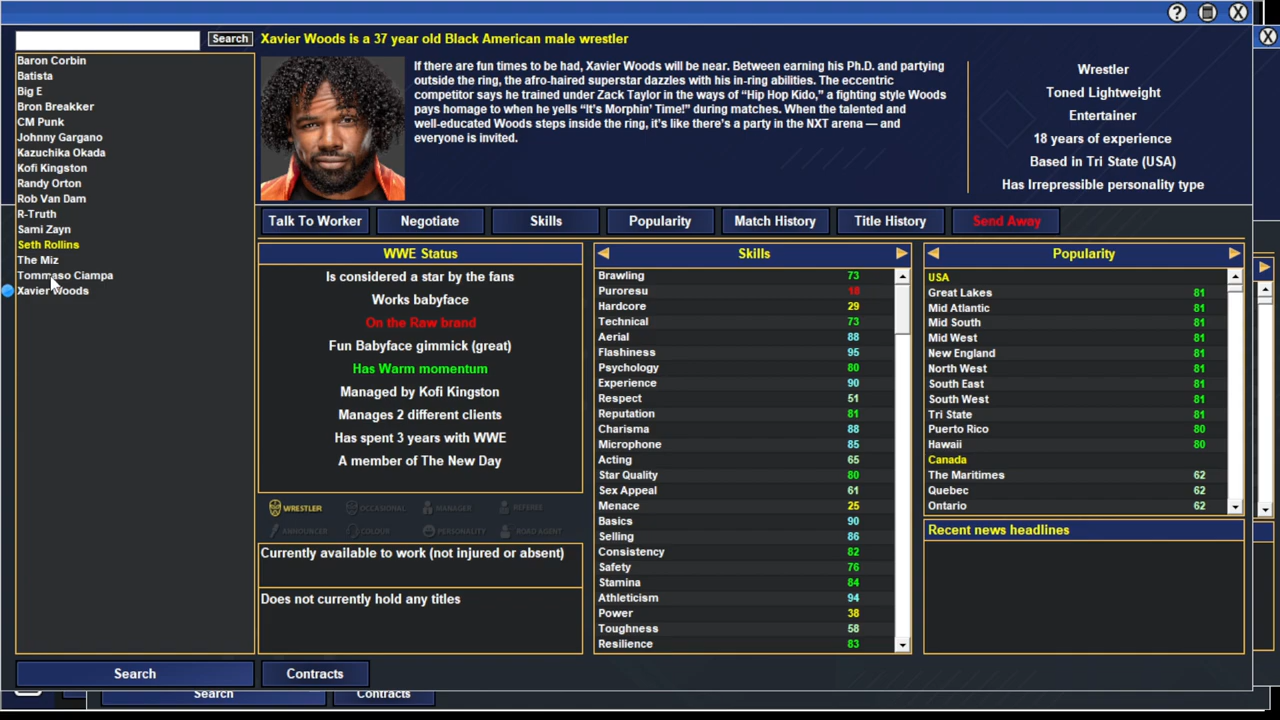 ?
X
X
Search
Xavier Woods is a 37 year old Black American male wrestler
Baron Corbin
Batista
Big E
Bron Breakker
CM Punk
Johnny Gargano
Kazuchika Okada
Kofi Kingston
Randy Orton
Rob Van Dam
R-Truth
Sami Zayn
Seth Rollins
The Miz
Tommaso Ciampa
Xavier Woods
If there are fun times to be had, Xavier Woods will be near. Between earning his Ph.D. and partying
outside the ring, the afro-haired superstar dazzles with his in-ring abilities. The eccentric
competitor says he trained under Zack Taylor in the ways of “Hip Hop Kido,” a fighting style Woods
pays homage to when he yells “It’s Morphin’ Time!” during matches. When the talented and
well-educated Woods steps inside the ring, it’s like there’s a party in the NXT arena — and
everyone is invited.
Wrestler
Toned Lightweight
Entertainer
18 years of experience
Based in Tri State (USA)
Has Irrepressible personality type
Talk To Worker Negotiate Skills Popularity Match History Title History Send Away
WWE Status
Is considered a star by the fans
Works babyface
On the Raw brand
Fun Babyface gimmick (great)
Has Warm momentum
Managed by Kofi Kingston
Manages 2 different clients
Has spent 3 years with WWE
A member of The New Day
WRESTLER OCCASIONAL MANAGER REFEREE
ANNOUNCER COLOUR PERSONALITY ROAD AGENT
Currently available to work (not injured or absent)
Does not currently hold any titles
Skills
Brawling 73
Puroresu 18
Hardcore 29
Technical 73
Aerial 88
Flashiness 95
Psychology 80
Experience 90
Respect 51
Reputation 81
Charisma 88
Microphone 85
Acting 65
Star Quality 80
Sex Appeal 61
Menace 25
Basics 90
Selling 86
Consistency 82
Safety 76
Stamina 84
Athleticism 94
Power 38
Toughness 58
Resilience 83
Popularity
USA
Great Lakes 81
Mid Atlantic 81
Mid South 81
Mid West 81
New England 81
North West 81
South East 81
South West 81
Tri State 81
Puerto Rico 80
Hawaii 80
Canada
The Maritimes 62
Quebec 62
Ontario 62
Recent news headlines
Search Contracts
Search Contracts